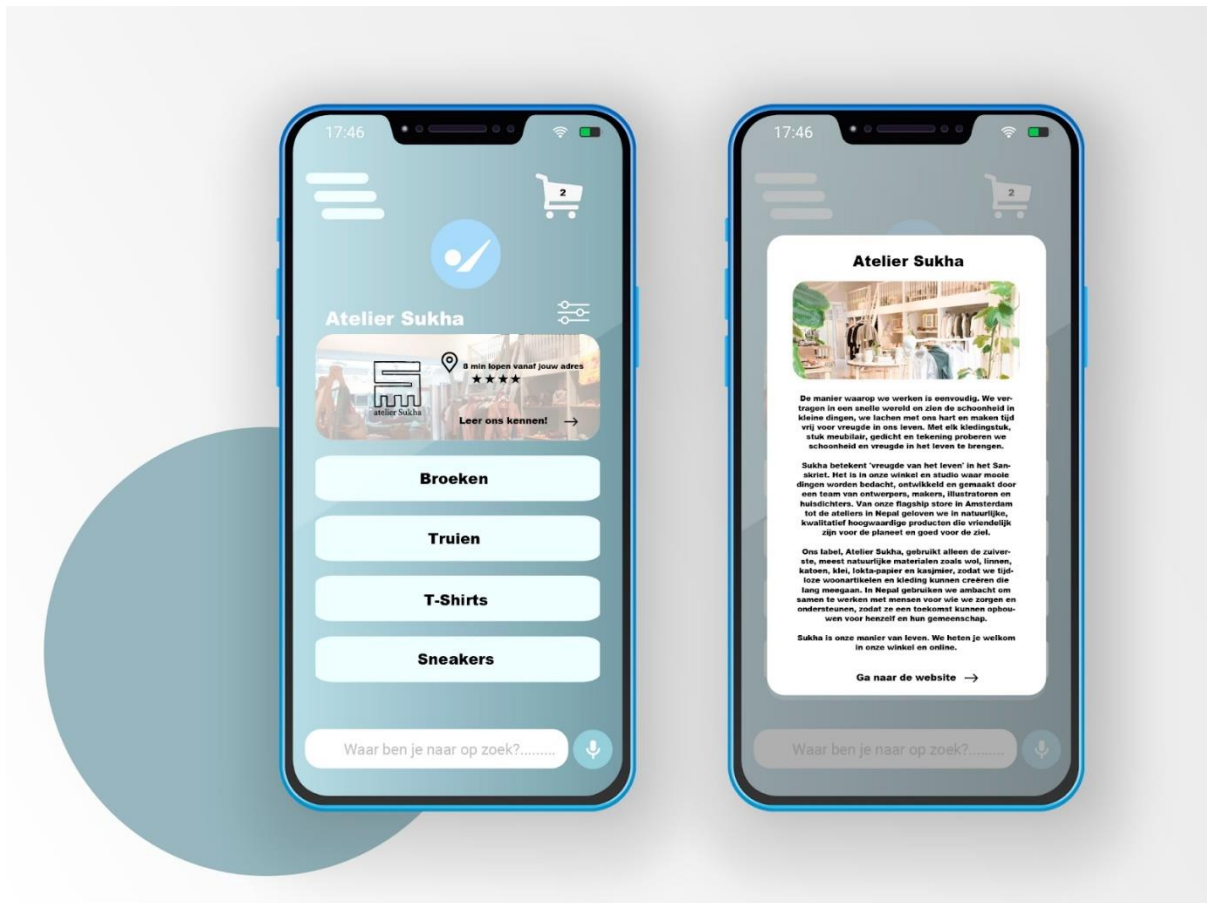 17:46
2
Atelier Sukha
8 min lopen vanaf jouw adres
atelier Sukha
Leer ons kennen!
Broeken
Truien
T-Shirts
Sneakers
Waar ben je naar op zoek?.........
17:46
2
Atelier Sukha
De manier waarop we werken is eenvoudig. We ver-
tragen in een snelle wereld en zien de schoonheid in
kleine dingen, we lachen met ons hart en maken tijd
vrij voor vreugde in ons leven. Met elk kledingstuk,
stuk meubilair, gedicht en tekening proberen we
schoonheid en vreugde in het leven te brengen.
Sukha betekent 'vreugde van het leven' in het San-
skriet. Het is in onze winkel en studio waar mooie
dingen worden bedacht, ontwikkeld en gemaakt door
een team van ontwerpers, makers, illustratoren en
huisdichters. Van onze flagship store in Amsterdam
tot de ateliers in Nepal geloven we in natuurlijke,
kwalitatief hoogwaardige producten die vriendelijk
zijn voor de planeet en goed voor de ziel.
Ons label, Atelier Sukha, gebruikt alleen de zuiver-
ste, meest natuurlijke materialen zoals wol, linnen,
katoen, klei, lokta-papier en kasjmier, zodat we tijd-
loze woonartikelen en kleding kunnen creëren die
lang meegaan. In Nepal gebruiken we ambacht om
samen te werken met mensen voor wie we zorgen en
ondersteunen, zodat ze een toekomst kunnen opbou-
wen voor henzelf en hun gemeenschap.
Sukha is onze manier van leven. We heten je welkom
in onze winkel en online.
Ga naar de website
Waar ben je naar op zoek?.........